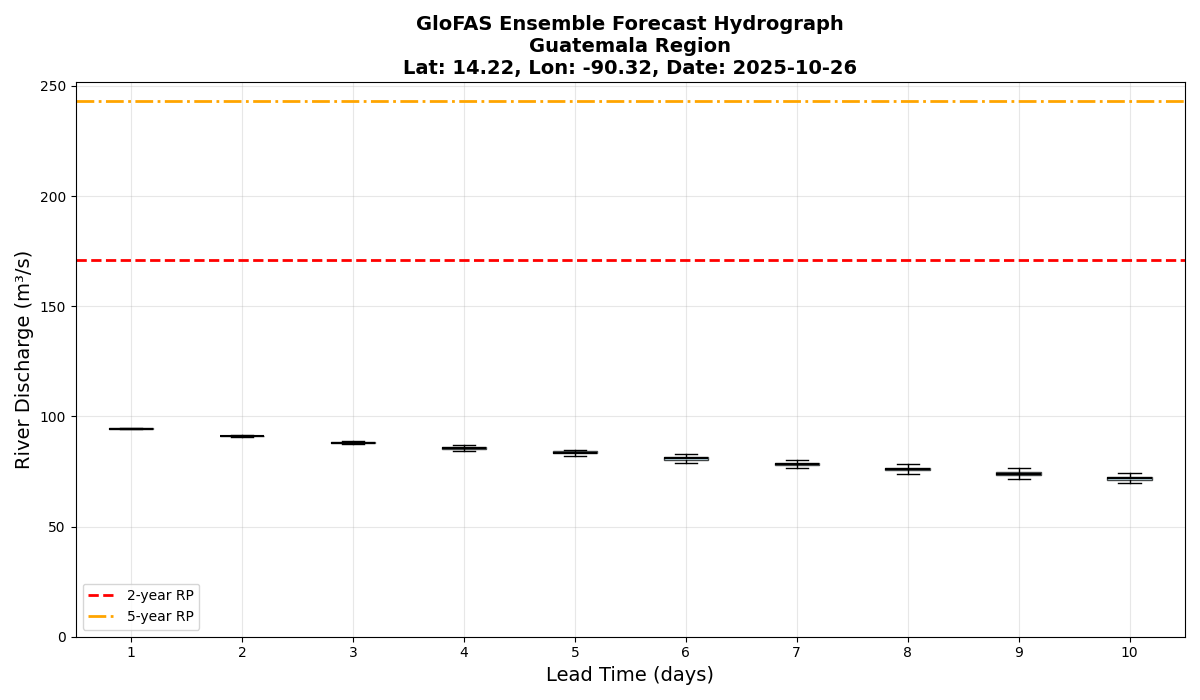 GloFAS Ensemble Forecast Hydrograph
Guatemala Region
Lat: 14.22, Lon: -90.32, Date: 2025-10-26
River Discharge (m³/s)
250
200
150
100
50
0
2-year RP
5-year RP
1 2 3 4 5 6 7 8 9 10
Lead Time (days)